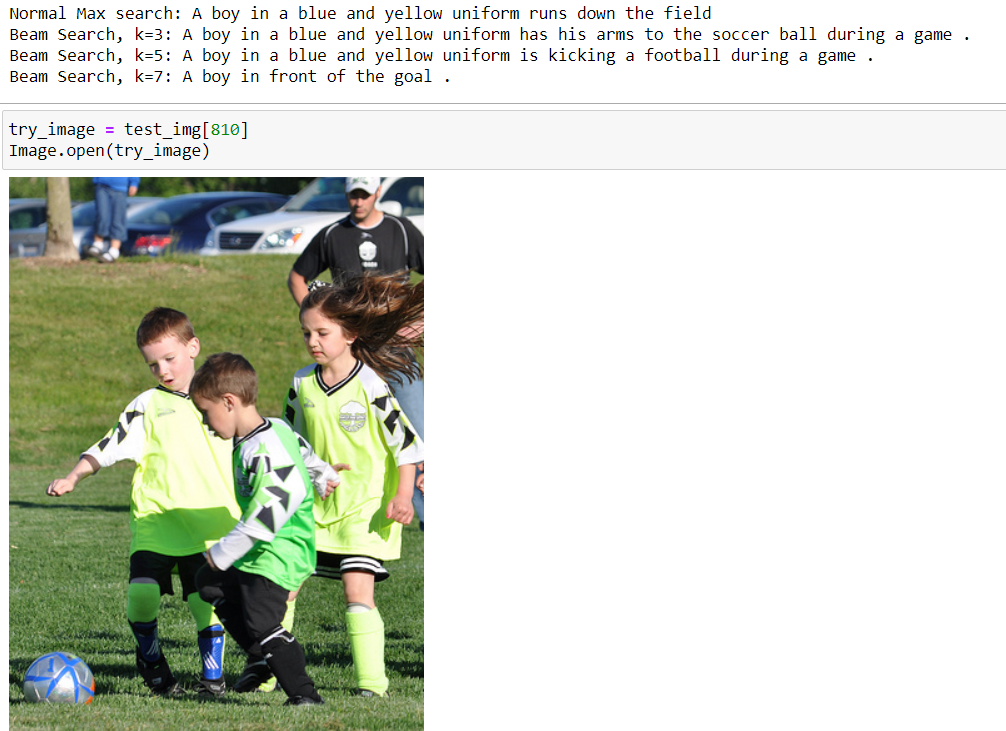 Normal Max search: A boy in a blue and yellow uniform runs down the field
Beam Search, k=3: A boy in a blue and yellow uniform has his arms to the soccer ball during a game .
Beam Search, k=5: A boy in a blue and yellow uniform is kicking a football during a game .
Beam Search, k=7: A boy in front of the goal .
try_image = test_img[810]
Image.open(try_image)